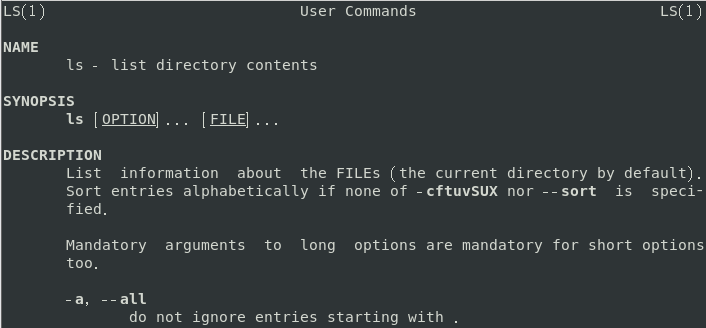 LS(1) User Commands LS(1)
NAME
ls - list directory contents
SYNOPSIS
ls [OPTION]... [FILE]...
DESCRIPTION
List information about the FILEs (the current directory by default).
Sort entries alphabetically if none of -cftuvSUX nor --sort is speci-
fied.
Mandatory arguments to long options are mandatory for short options
too.
-a, --all
do not ignore entries starting with .